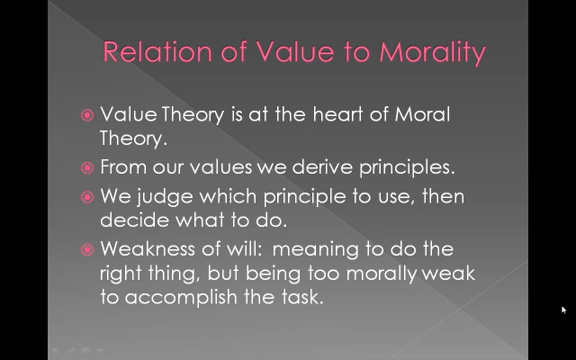 Relation of Value to Morality
Value Theory is at the heart of Moral
Theory.
From our values we derive principles.
We judge which principle to use, then
decide what to do.
Weakness of will:  meaning to do the
right thing, but being too morally weak
to accomplish the task.